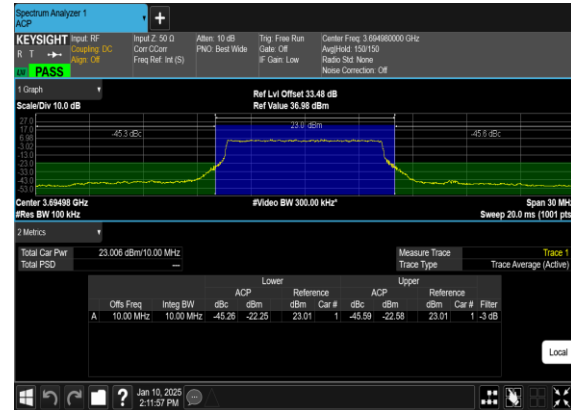 Spectrum Analyzer 1
ACP
+
KEYSIGHT Input: RF Input Z: 50 Ω Atten: 10 dB Trig: Free Run Center Freq: 3.694980000 GHz
R T Coupling: DC Corr CCorr PNO: Best Wide Gate: Off Avg|Hold: 150/150
Align: Off Freq Ref: Int (S) IF Gain: Low Radio Std: None
LW PASS Noise Correction: Off
1 Graph
Ref Lvl Offset 33.48 dB
Scale/Div 10.0 dB Ref Value 36.98 dBm
27.0
17.0
6.98
-3.02
-13.0
-23.0
-33.0
-43.0
-53.0
-45.3 dBc 23.0 dBm -45.6 dBc
Center 3.69498 GHz #Video BW 300.00 kHz* Span 30 MHz
#Res BW 100 kHz Sweep 20.0 ms (1001 pts)
2 Metrics
Total Car Pwr 23.006 dBm/10.00 MHz Measure Trace Trace 1
Total PSD --- Trace Type Trace Average (Active)
Lower Upper
ACP Reference ACP Reference
Offs Freq Integ BW dBc dBm dBm Car # dBc dBm dBm Car # Filter
A 10.00 MHz 10.00 MHz -45.26 -22.25 23.01 1 -45.59 -22.58 23.01 1 -3 dB
Local
? Jan 10, 2025
2:11:57 PM